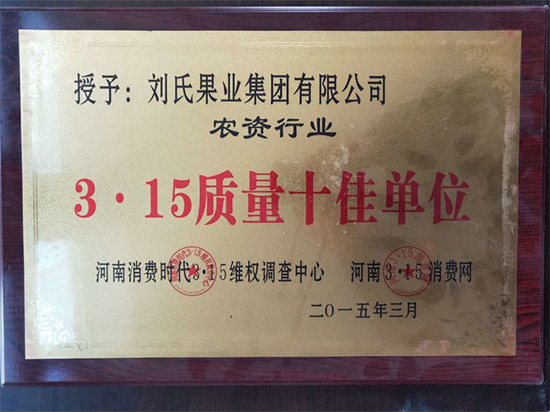 授予：刘氏果业集团有限公司
农资行业
3·15质量十佳单位
河南消费时代3·15维权调查中心 河南3·15消费网
二〇一五年三月